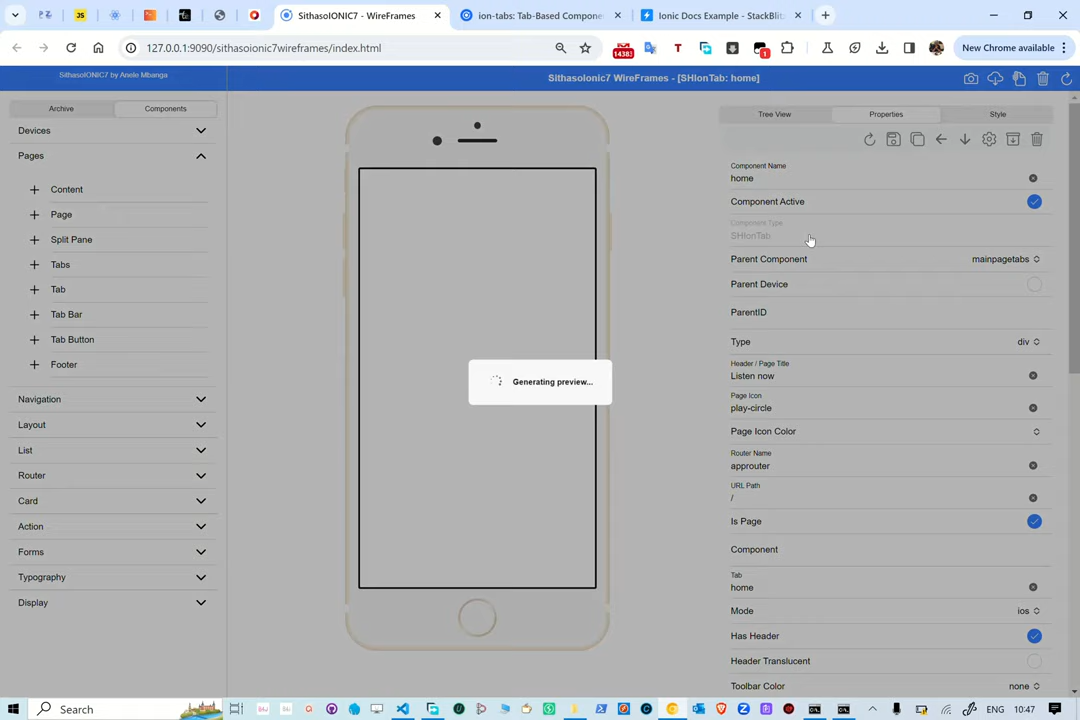 SithasoIONIC7 - WireFrames
ion-tabs: Tab-Based Compone
Ionic Docs Example - StackBlitz
127.0.0.1:9090/sithasoionic7wireframes/index.html
14383
1
New Chrome available
SithasoIONIC7 by Anele Mbanga
SithasoIonic7 WireFrames - [SHIonTab: home]
Archive
Components
Devices
Pages
Content
Page
Split Pane
Tabs
Tab
Tab Bar
Tab Button
Footer
Navigation
Layout
List
Router
Card
Action
Forms
Typography
Display
Generating preview...
Tree View
Properties
Style
Component Name
home
Component Active
Component Type
SHIonTab
Parent Component
mainpagetabs
Parent Device
ParentID
Type
div
Header / Page Title
Listen now
Page Icon
play-circle
Page Icon Color
Router Name
approuter
URL Path
/
Is Page
Component
Tab
home
Mode
ios
Has Header
Header Translucent
Toolbar Color
none
Search
ENG
10:47